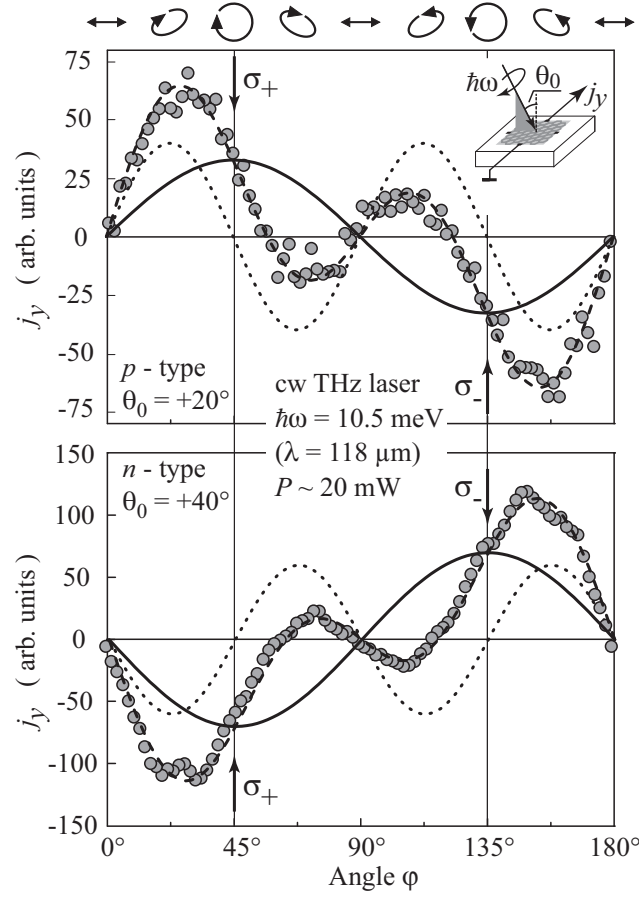 75
50
25
0
-25
-50
-75
j_y ( arb. units )
σ+
ħω
θ0
j_y
p - type
θ0 = +20°
cw THz laser
ħω = 10.5 meV
(λ = 118 µm)
P ~ 20 mW
σ-
150
100
50
0
-50
-100
-150
j_y ( arb. units )
n - type
θ0 = +40°
σ-
σ+
0° 45° 90° 135° 180°
Angle φ